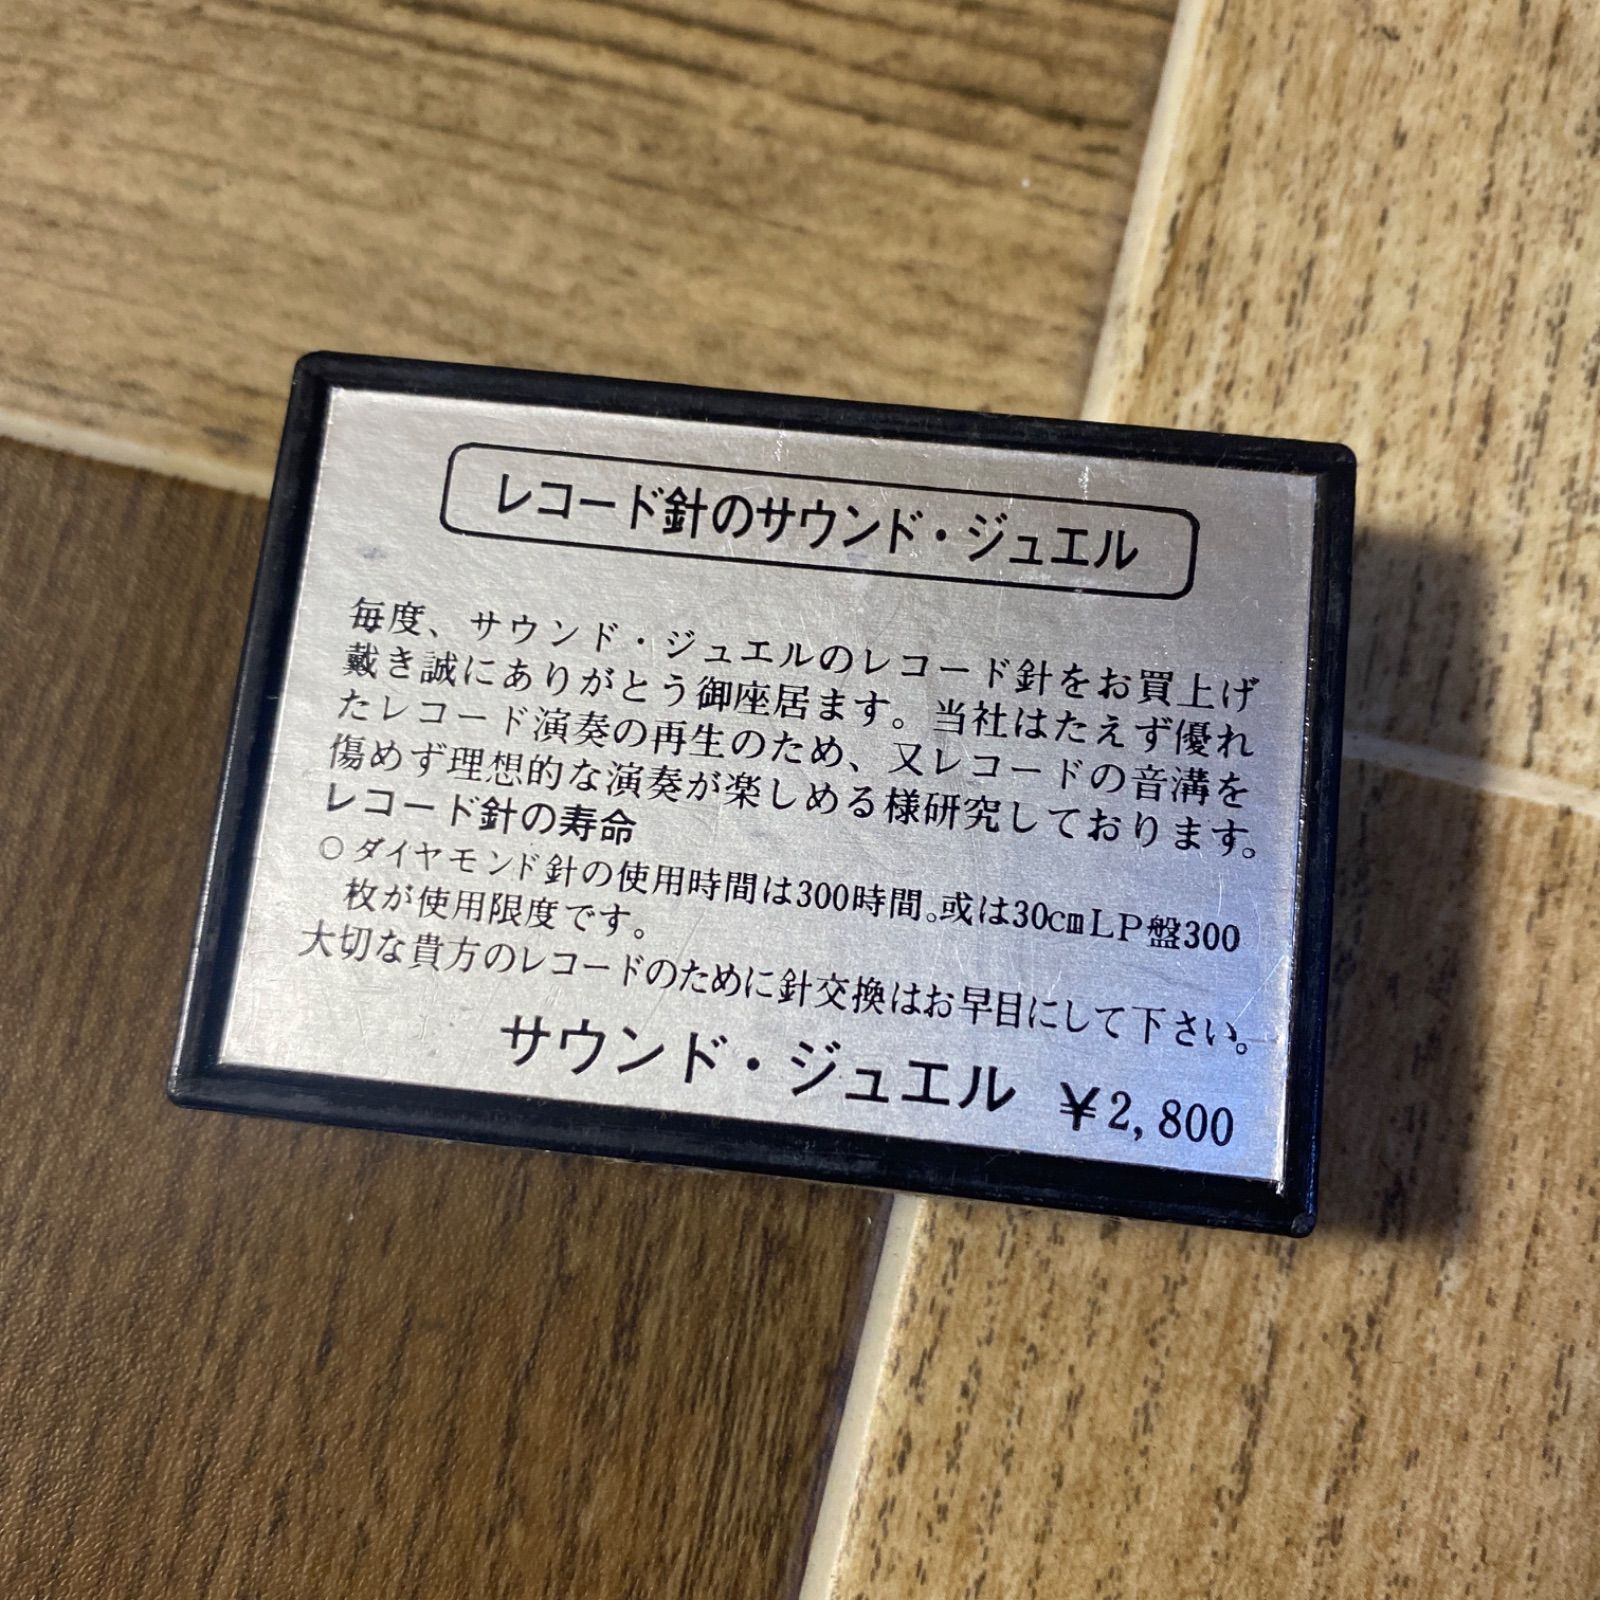 レコード針のサウンド・ジュエル
毎度、サウンド・ジュエルのレコード針をお買上げ
戴き誠にありがとう御座居ます。当社はたえず優れ
たレコード演奏の再生のため、又レコードの音溝を
傷めず理想的な演奏が楽しめる様研究しております。
レコード針の寿命
○ダイヤモンド針の使用時間は300時間。或は30cmLP盤300
枚が使用限度です。
大切な貴方のレコードのために針交換はお早目にして下さい。
サウンド・ジュエル ¥2,800